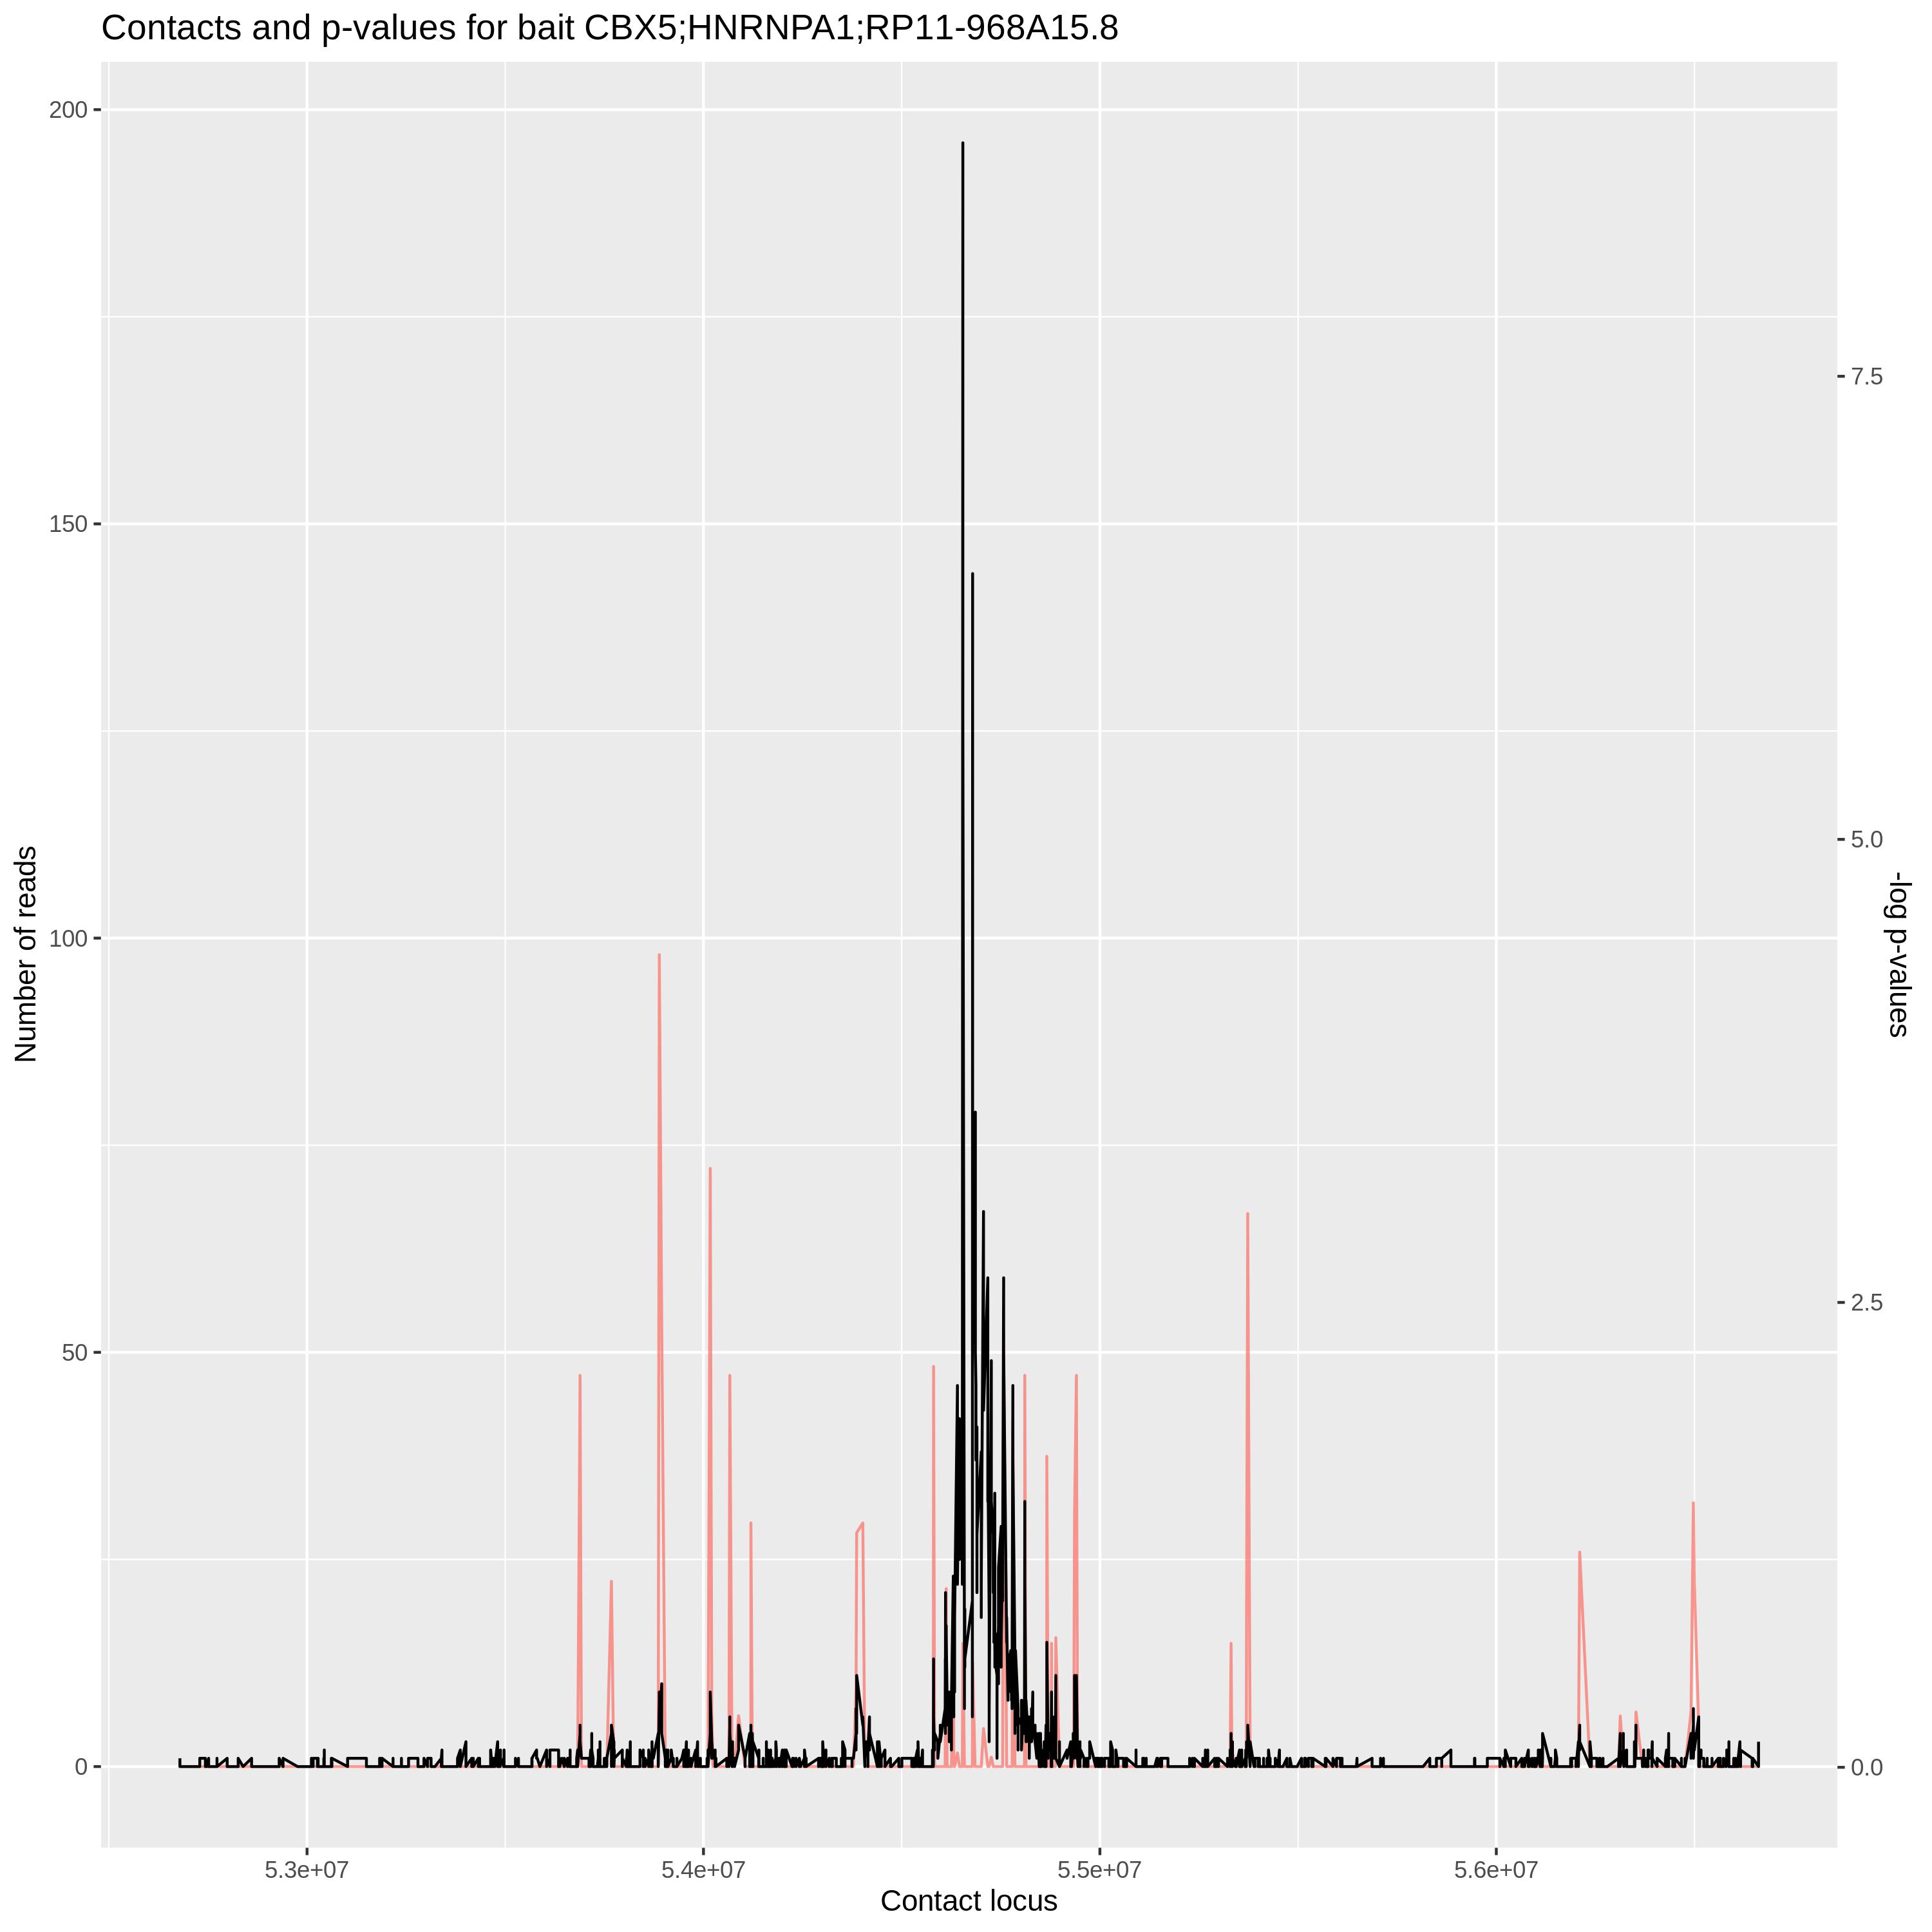 Contacts and p-values for bait CBX5;HNRNPA1;RP11-968A15.8
200
150
100
50
0
Number of reads
7.5
5.0
2.5
0.0
-log p-values
5.3e+07
5.4e+07
5.5e+07
5.6e+07
Contact locus